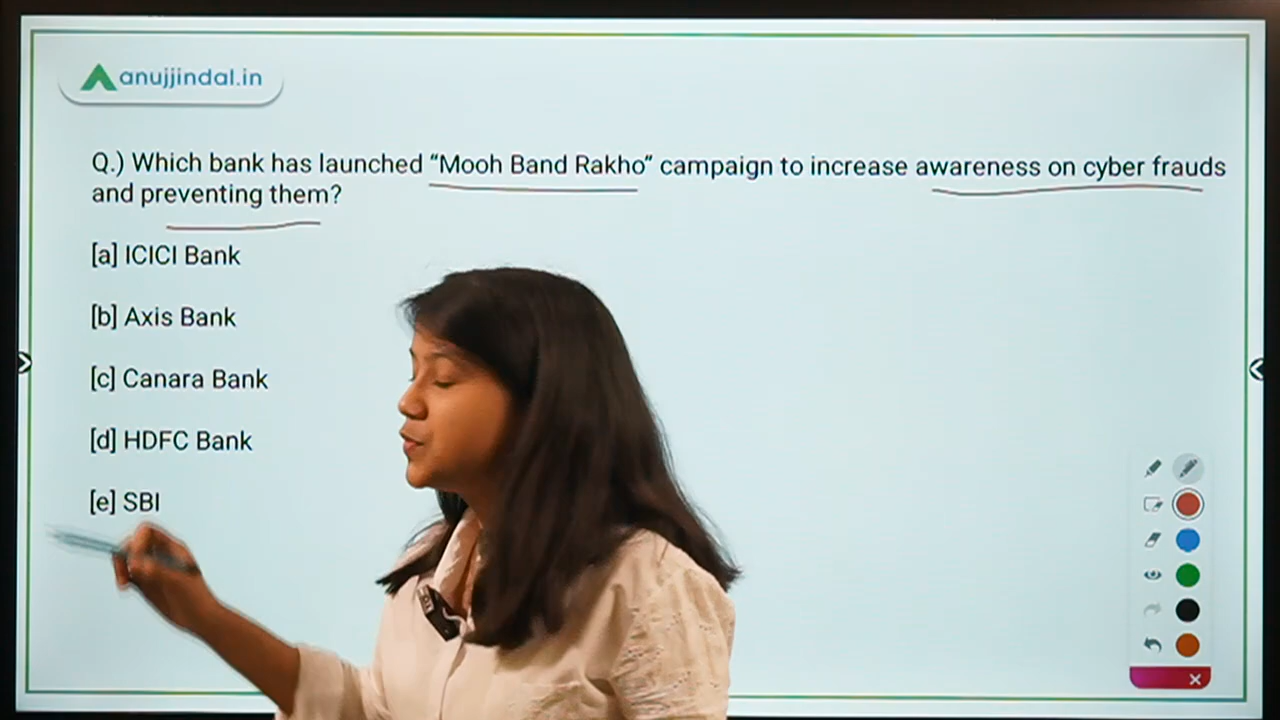 anujjindal.in
Q.) Which bank has launched “Mooh Band Rakho” campaign to increase awareness on cyber frauds
and preventing them?
[a] ICICI Bank
[b] Axis Bank
[c] Canara Bank
[d] HDFC Bank
[e] SBI